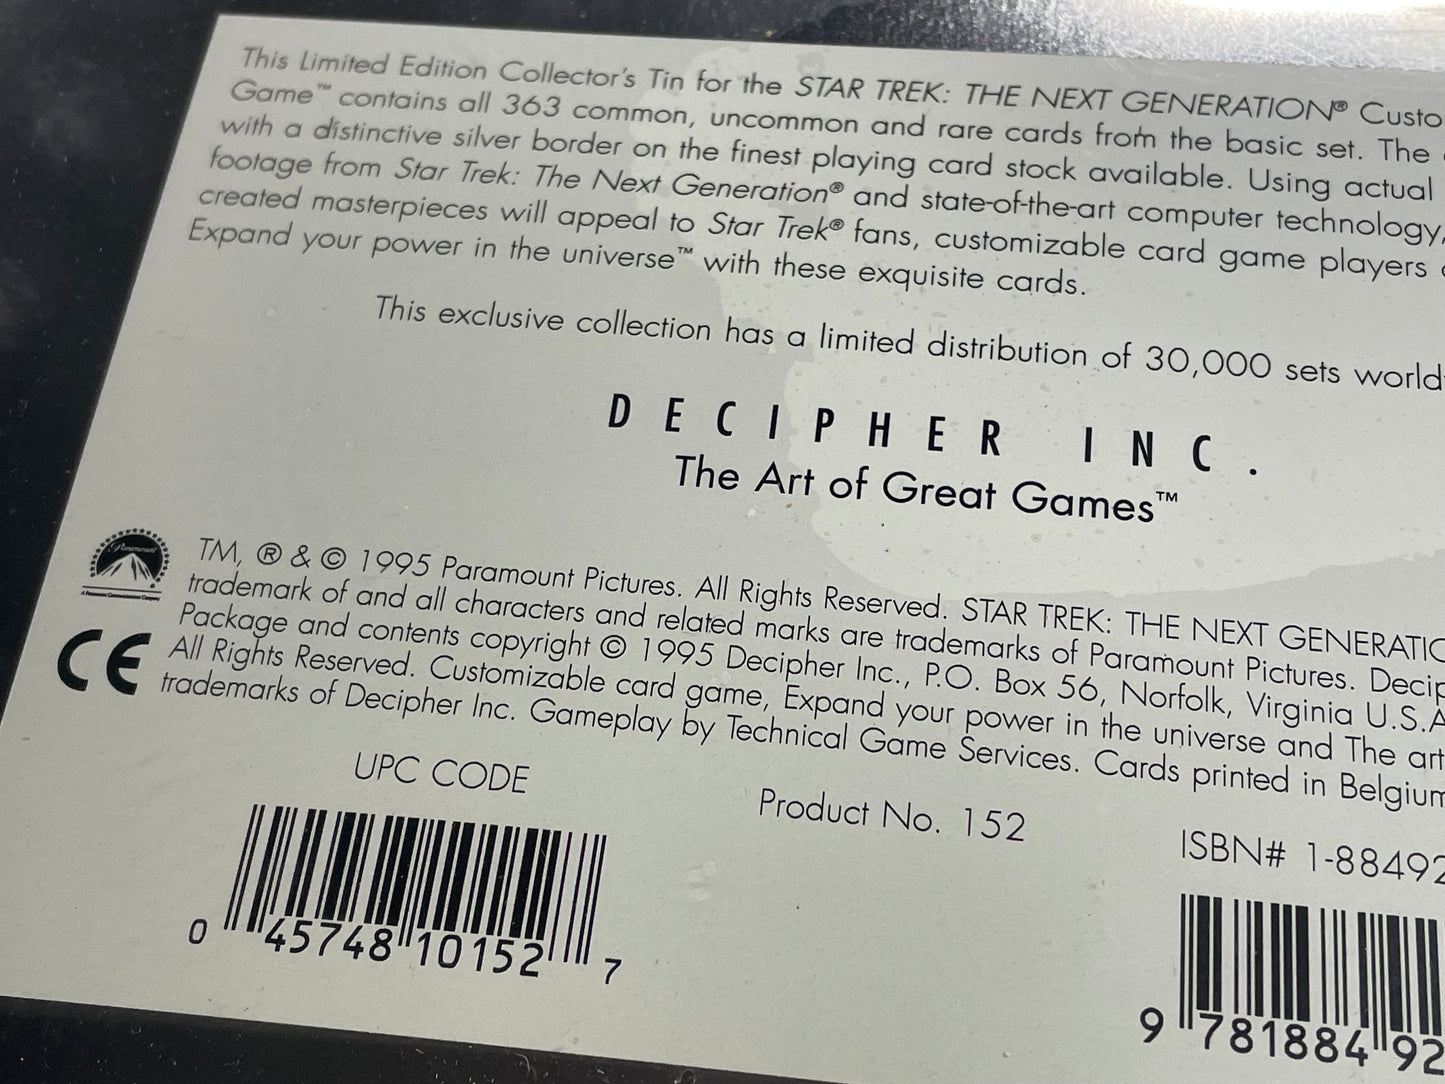 This Limited Edition Collector's Tin for the STAR TREK: THE NEXT GENERATION® Custo
Game™ contains all 363 common, uncommon and rare cards from the basic set. The
with a distinctive silver border on the finest playing card stock available. Using actual
footage from Star Trek: The Next Generation® and state-of-the-art computer technology,
created masterpieces will appeal to Star Trek® fans, customizable card game players
Expand your power in the universe™ with these exquisite cards.
This exclusive collection has a limited distribution of 30,000 sets world
DECIPHER INC.
The Art of Great Games™
Paramount
A Paramount Communications Company
TM, ® & © 1995 Paramount Pictures. All Rights Reserved. STAR TREK: THE NEXT GENERATIO
trademark of and all characters and related marks are trademarks of Paramount Pictures. Decip
Package and contents copyright © 1995 Decipher Inc., P.O. Box 56, Norfolk, Virginia U.S.A
All Rights Reserved. Customizable card game, Expand your power in the universe and The art
trademarks of Decipher Inc. Gameplay by Technical Game Services. Cards printed in Belgium
CE
UPC CODE
Product No. 152
ISBN# 1-88492
0 45748 10152 7
9 781884 92